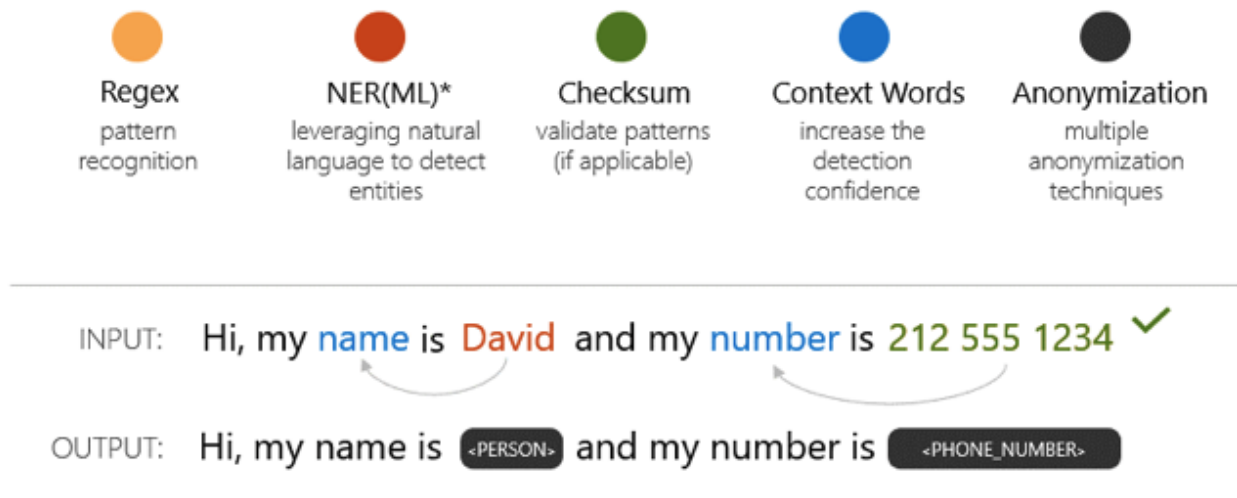 Regex
pattern
recognition
NER(ML)*
leveraging natural
language to detect
entities
Checksum
validate patterns
(if applicable)
Context Words
increase the
detection
confidence
Anonymization
multiple
anonymization
techniques
INPUT: Hi, my name is David and my number is 212 555 1234
OUTPUT: Hi, my name is <PERSON> and my number is <PHONE_NUMBER>